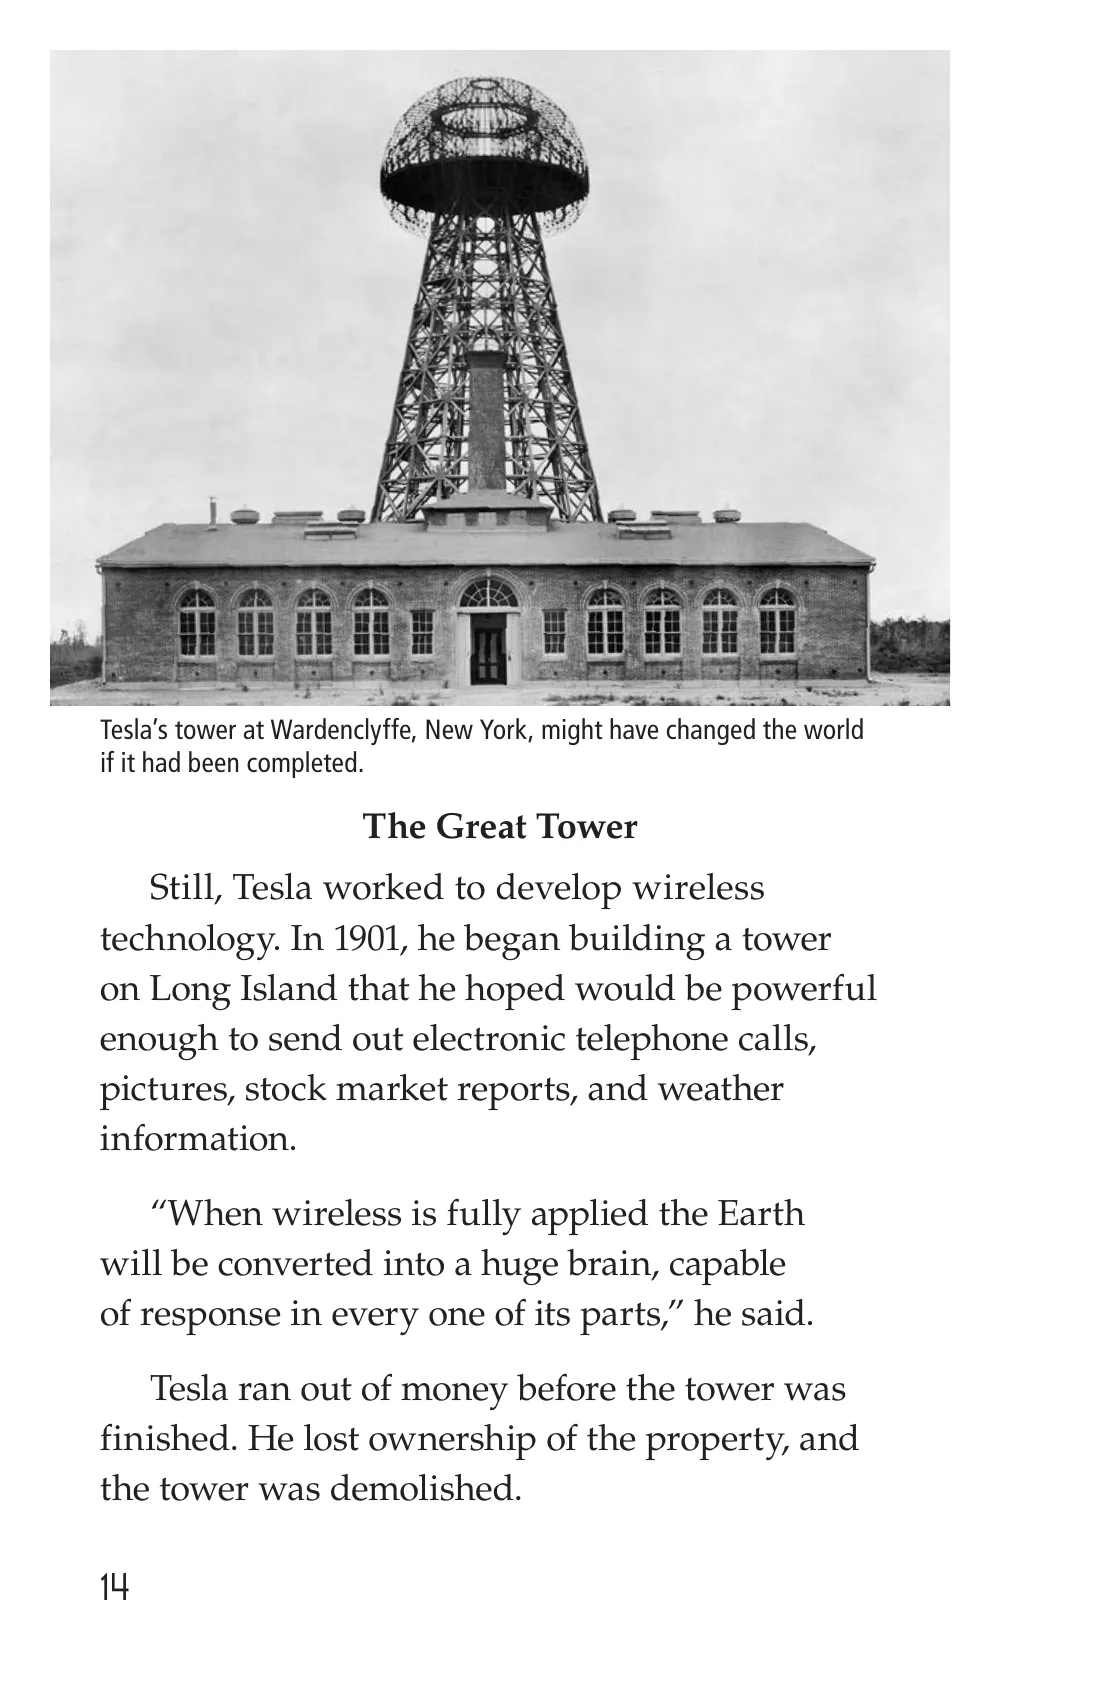 Tesla’s tower at Wardenclyffe, New York, might have changed the world
if it had been completed.
The Great Tower
Still, Tesla worked to develop wireless
technology. In 1901, he began building a tower
on Long Island that he hoped would be powerful
enough to send out electronic telephone calls,
pictures, stock market reports, and weather
information.
“When wireless is fully applied the Earth
will be converted into a huge brain, capable
of response in every one of its parts,” he said.
Tesla ran out of money before the tower was
finished. He lost ownership of the property, and
the tower was demolished.
14